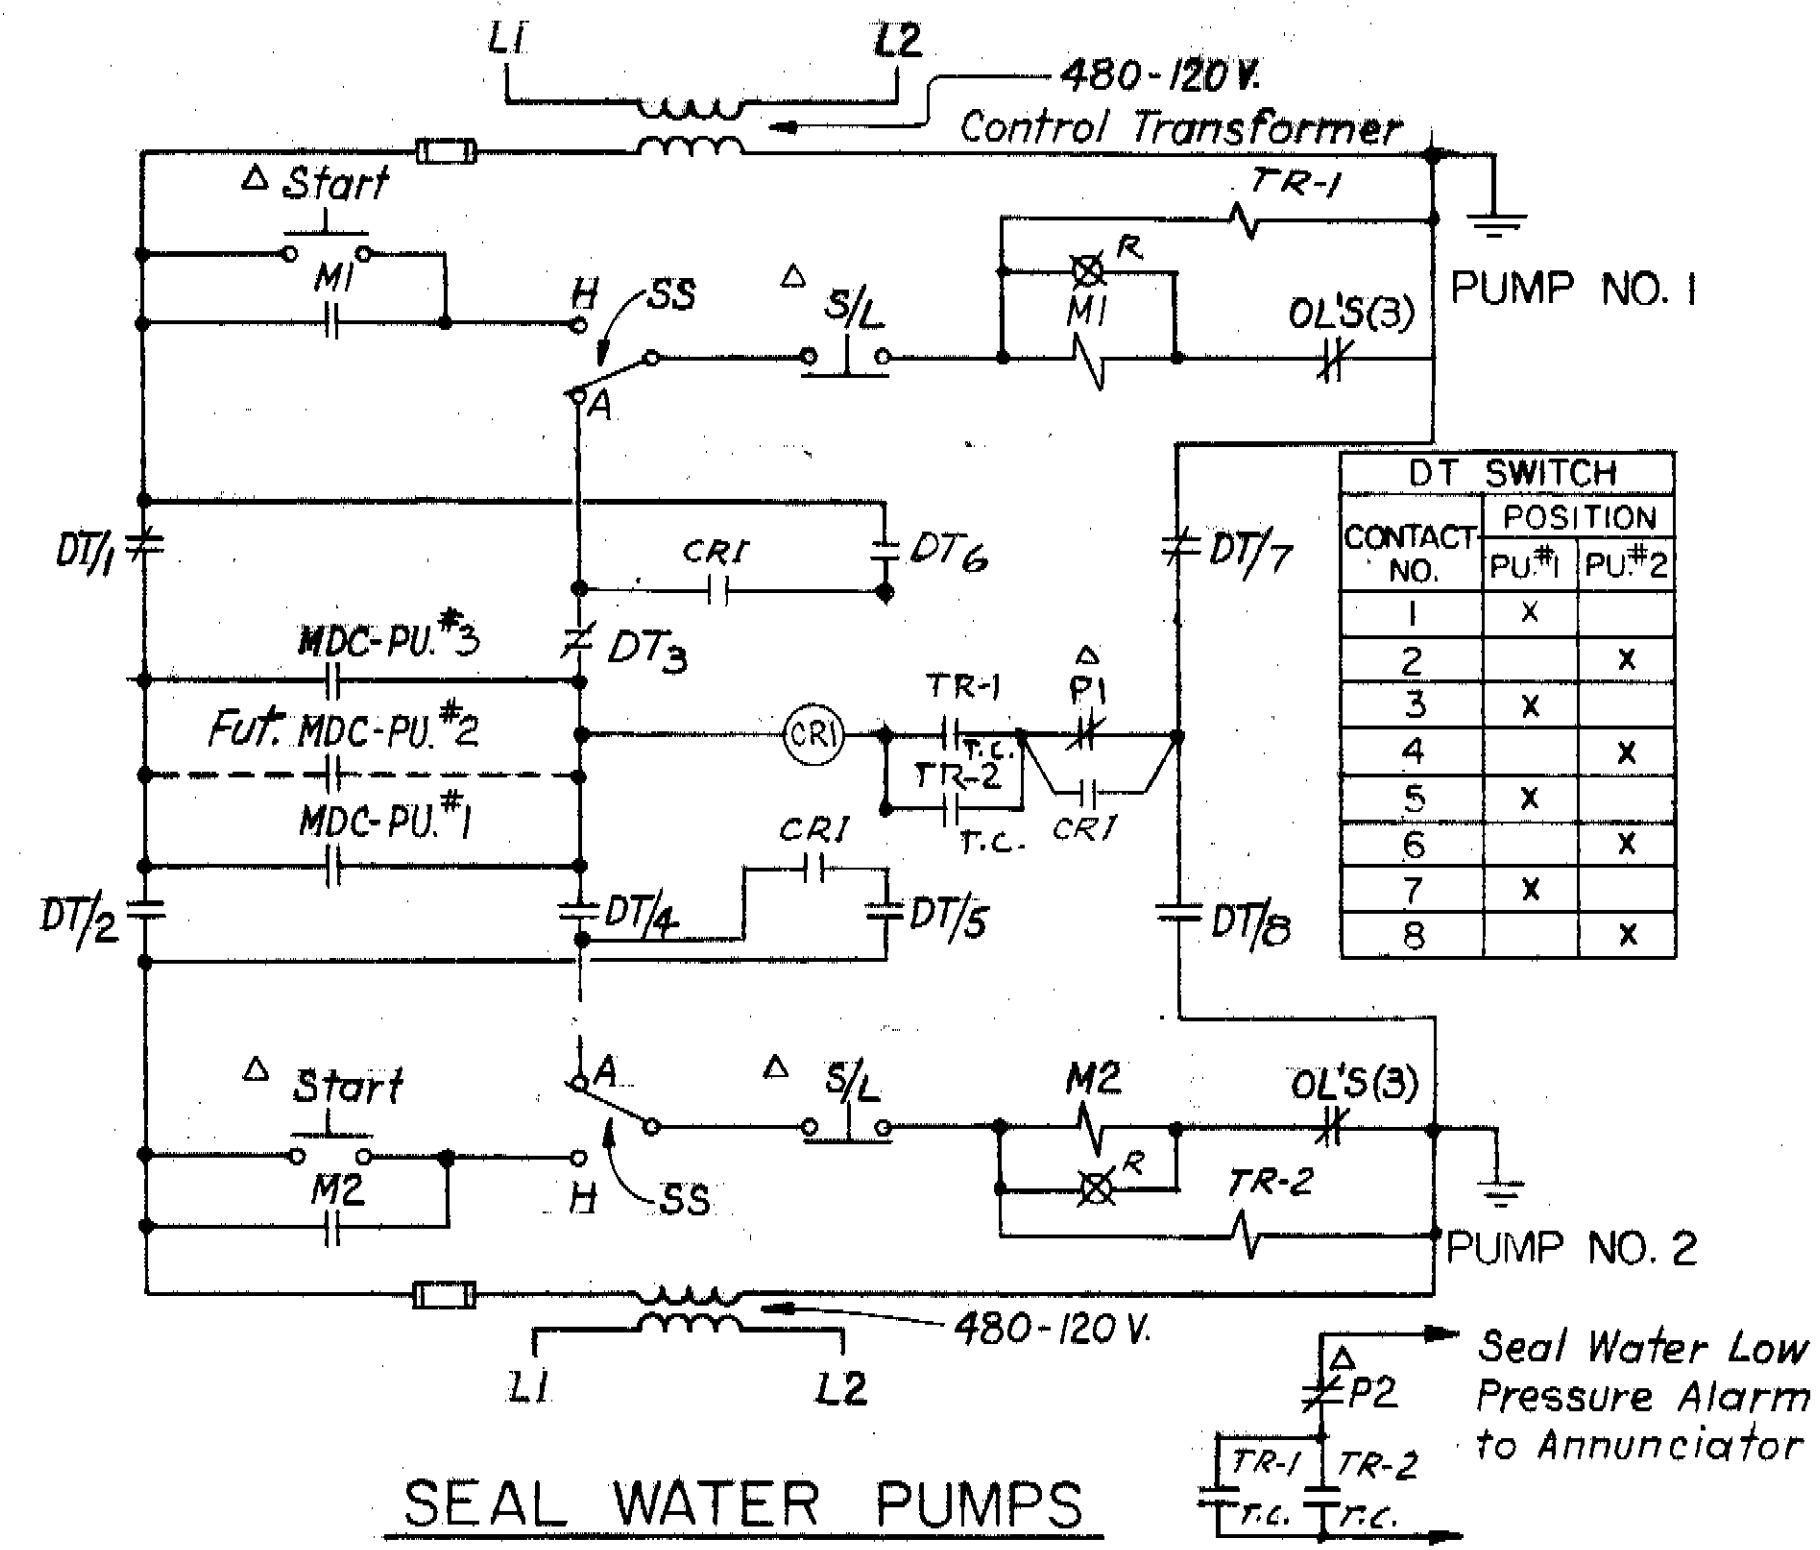 L1
L2
480-120 V.
Control Transformer
△ Start
TR-1
M1
H
SS
△
S/L
R
M1
OL'S(3)
PUMP NO. 1
A
DT SWITCH
CONTACT NO.
POSITION
PU.#1
PU.#2
1 X
2 X
3 X
4 X
5 X
6 X
7 X
8 X
DT/1
CR1
DT6
DT/7
MDC-PU.#3
DT3
Fut. MDC-PU.#2
CR1
TR-1
T.C.
△
P1
TR-2
T.C.
CR1
MDC-PU.#1
CR1
DT/2
DT/4
DT/5
DT/8
△ Start
A
△
S/L
M2
OL'S(3)
M2
H
SS
R
TR-2
PUMP NO. 2
480-120 V.
L1
L2
△
P2
Seal Water Low
Pressure Alarm
to Annunciator
TR-1
TR-2
T.C.
T.C.
SEAL WATER PUMPS